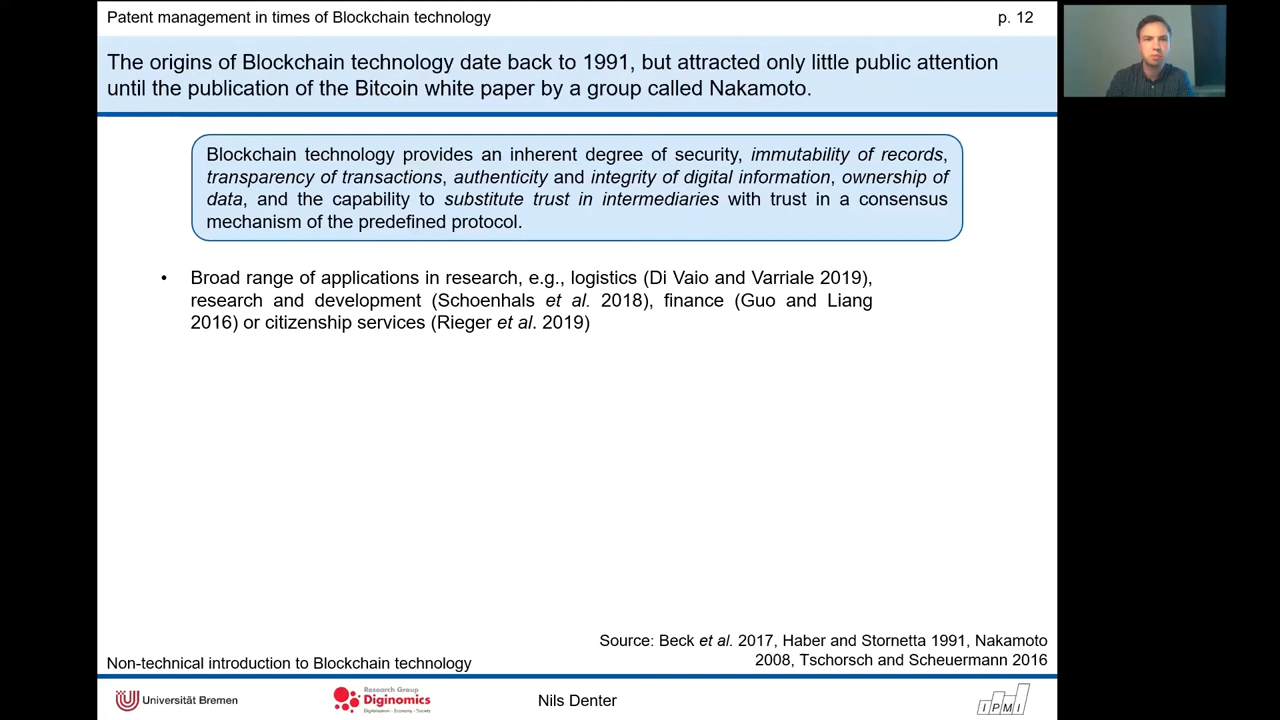 Patent management in times of Blockchain technology
p. 12
The origins of Blockchain technology date back to 1991, but attracted only little public attention
until the publication of the Bitcoin white paper by a group called Nakamoto.
Blockchain technology provides an inherent degree of security, immutability of records,
transparency of transactions, authenticity and integrity of digital information, ownership of
data, and the capability to substitute trust in intermediaries with trust in a consensus
mechanism of the predefined protocol.
• Broad range of applications in research, e.g., logistics (Di Vaio and Varriale 2019),
research and development (Schoenhals et al. 2018), finance (Guo and Liang
2016) or citizenship services (Rieger et al. 2019)
Source: Beck et al. 2017, Haber and Stornetta 1991, Nakamoto
2008, Tschorsch and Scheuermann 2016
Non-technical introduction to Blockchain technology
Universität Bremen
Research Group
Diginomics
Digitalization - Economy - Society
Nils Denter
IPMI